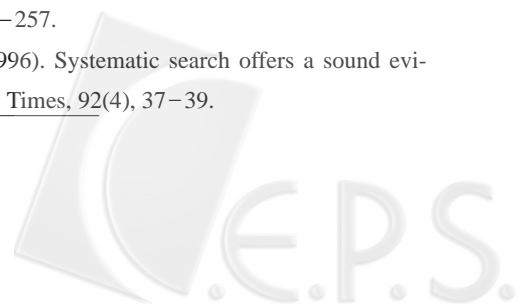 −257.
996). Systematic search offers a sound evi-
Times, 92(4), 37−39.
C.E.P.S.